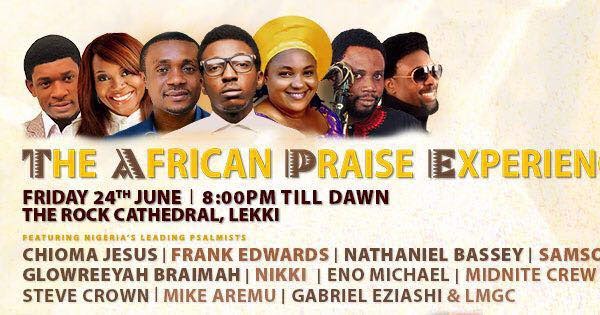 THE AFRICAN PRAISE EXPERIEN
FRIDAY 24TH JUNE | 8:00PM TILL DAWN
THE ROCK CATHEDRAL, LEKKI
FEATURING NIGERIA'S LEADING PSALMISTS
CHIOMA JESUS | FRANK EDWARDS | NATHANIEL BASSEY | SAMSO
GLOWREEYAH BRAIMAH | NIKKI | ENO MICHAEL | MIDNITE CREW
STEVE CROWN | MIKE AREMU | GABRIEL EZIASHI & LMGC